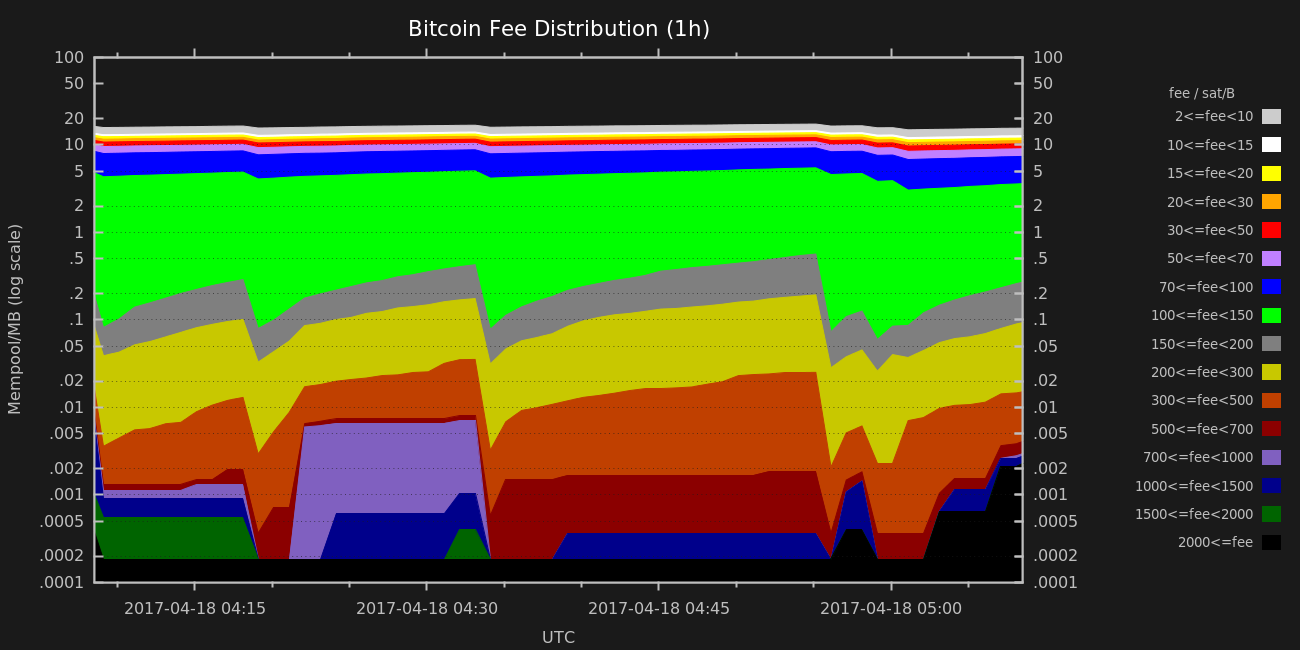 Bitcoin Fee Distribution (1h)
Mempool/MB (log scale)
100
50
20
10
5
2
1
.5
.2
.1
.05
.02
.01
.005
.002
.001
.0005
.0002
.0001
100
50
20
10
5
2
1
.5
.2
.1
.05
.02
.01
.005
.002
.001
.0005
.0002
.0001
2017-04-18 04:15
2017-04-18 04:30
2017-04-18 04:45
2017-04-18 05:00
UTC
fee / sat/B
2<=fee<10
10<=fee<15
15<=fee<20
20<=fee<30
30<=fee<50
50<=fee<70
70<=fee<100
100<=fee<150
150<=fee<200
200<=fee<300
300<=fee<500
500<=fee<700
700<=fee<1000
1000<=fee<1500
1500<=fee<2000
2000<=fee